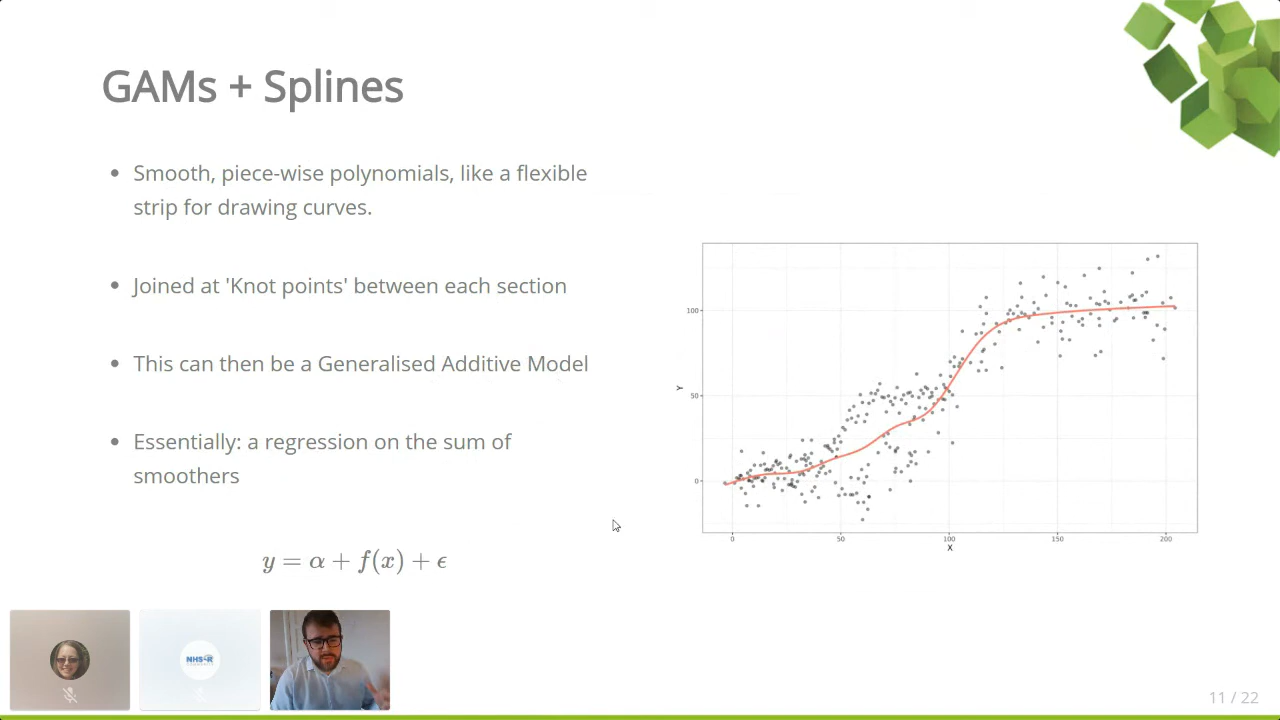 GAMs + Splines
Smooth, piece-wise polynomials, like a flexible
strip for drawing curves.
Joined at 'Knot points' between each section
This can then be a Generalised Additive Model
Essentially: a regression on the sum of
smoothers
y = α + f(x) + ϵ
100
50
0
Y
0 50 100 150 200
X
NHS-R
11 / 22